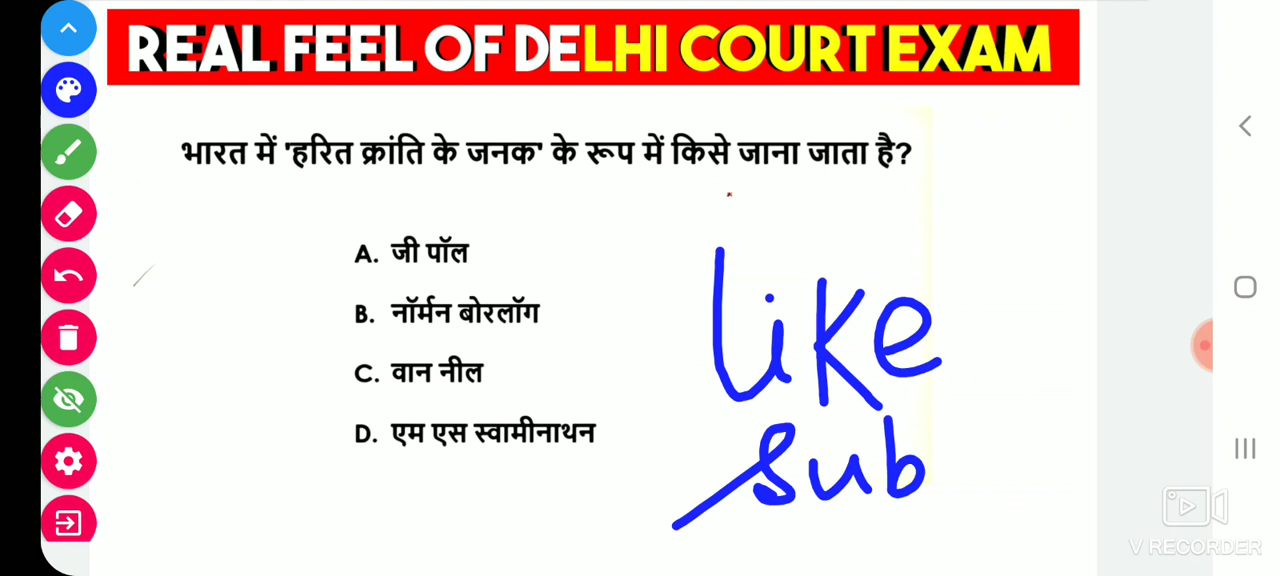 REAL FEEL OF DELHI COURT EXAM
भारत में 'हरित क्रांति के जनक' के रूप में किसे जाना जाता है?
A. जी पॉल
B. नॉर्मन बोरलॉग
C. वान नील
D. एम एस स्वामीनाथन
Like
Sub
V RECORDER